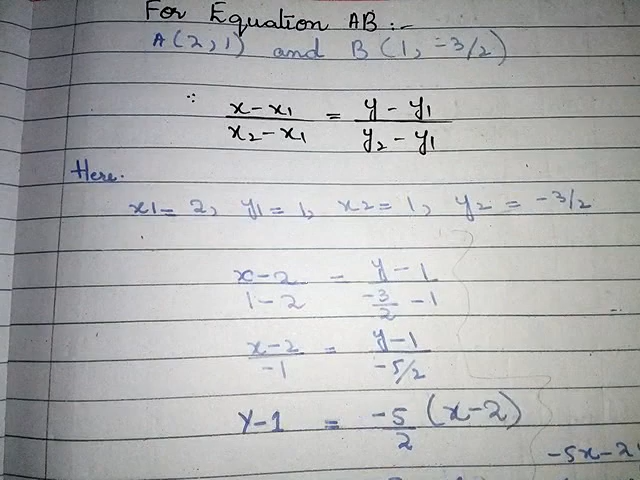 For Equation AB :-
A(2,1) and B(1, -3/2)
∵ x-x1/x2-x1 = y-y1/y2-y1
Here.
x1= 2, y1= 1, x2= 1, y2 = -3/2
x-2/1-2 = y-1/-3/2 -1
x-2/-1 = y-1/-5/2
y-1 = -5/2 (x-2)
-5x-2